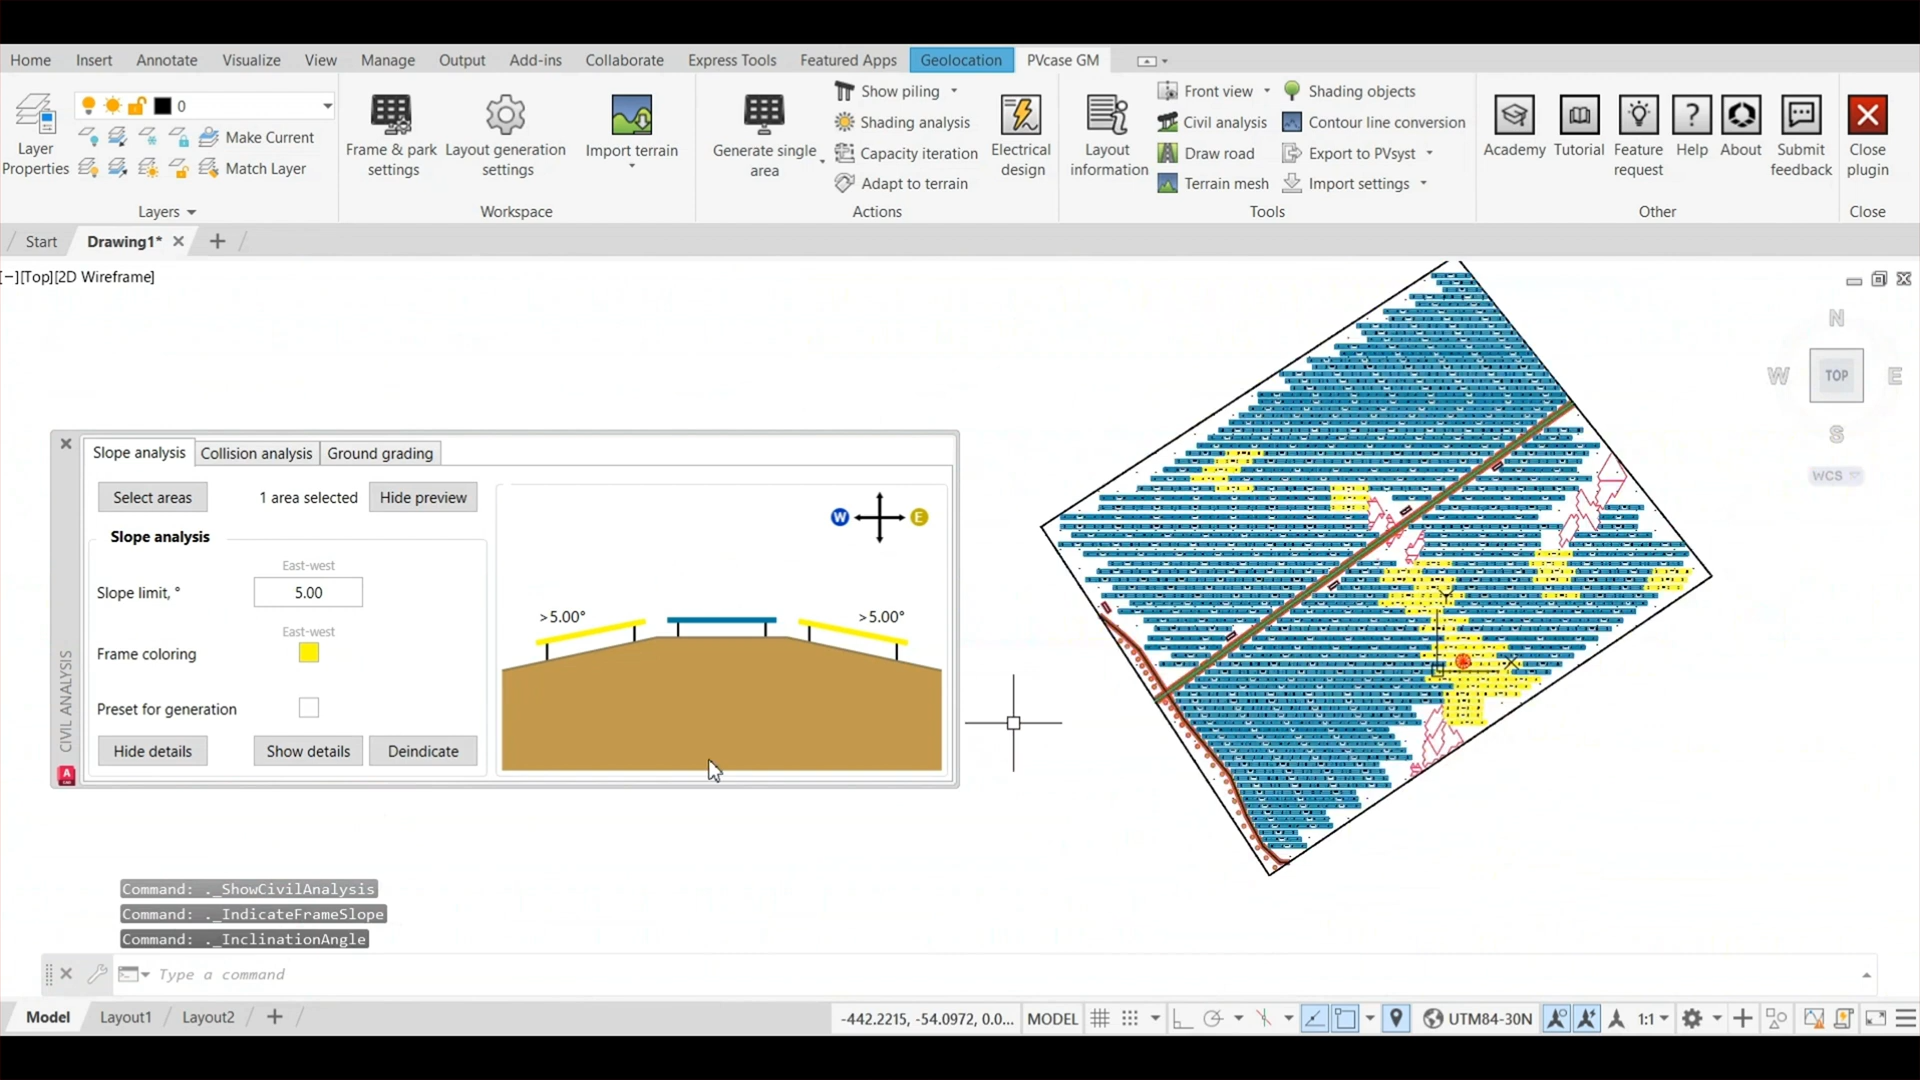 Home Insert Annotate Visualize View Manage Output Add-ins Collaborate Express Tools Featured Apps Geolocation PVcase GM
Layer Properties
0
Make Current
Match Layer
Layers
Frame & park settings
Layout generation settings
Import terrain
Workspace
Generate single area
Show piling
Shading analysis
Capacity iteration
Adapt to terrain
Electrical design
Actions
Layout information
Front view
Civil analysis
Draw road
Terrain mesh
Shading objects
Contour line conversion
Export to PVsyst
Import settings
Tools
Academy
Tutorial
Feature request
Help
About
Submit feedback
Other
Close plugin
Close
Start
Drawing1*
[−][Top][2D Wireframe]
N
W TOP E
S
WCS
Slope analysis Collision analysis Ground grading
Select areas 1 area selected Hide preview
Slope analysis
East-west
Slope limit, ° 5.00
East-west
Frame coloring
Preset for generation
Hide details Show details Deindicate
CIVIL ANALYSIS
A
W E
>5.00° >5.00°
Y
X
Command: ._ShowCivilAnalysis
Command: ._IndicateFrameSlope
Command: ._InclinationAngle
Type a command
Model Layout1 Layout2
-442.2215, -54.0972, 0.0... MODEL UTM84-30N 1:1